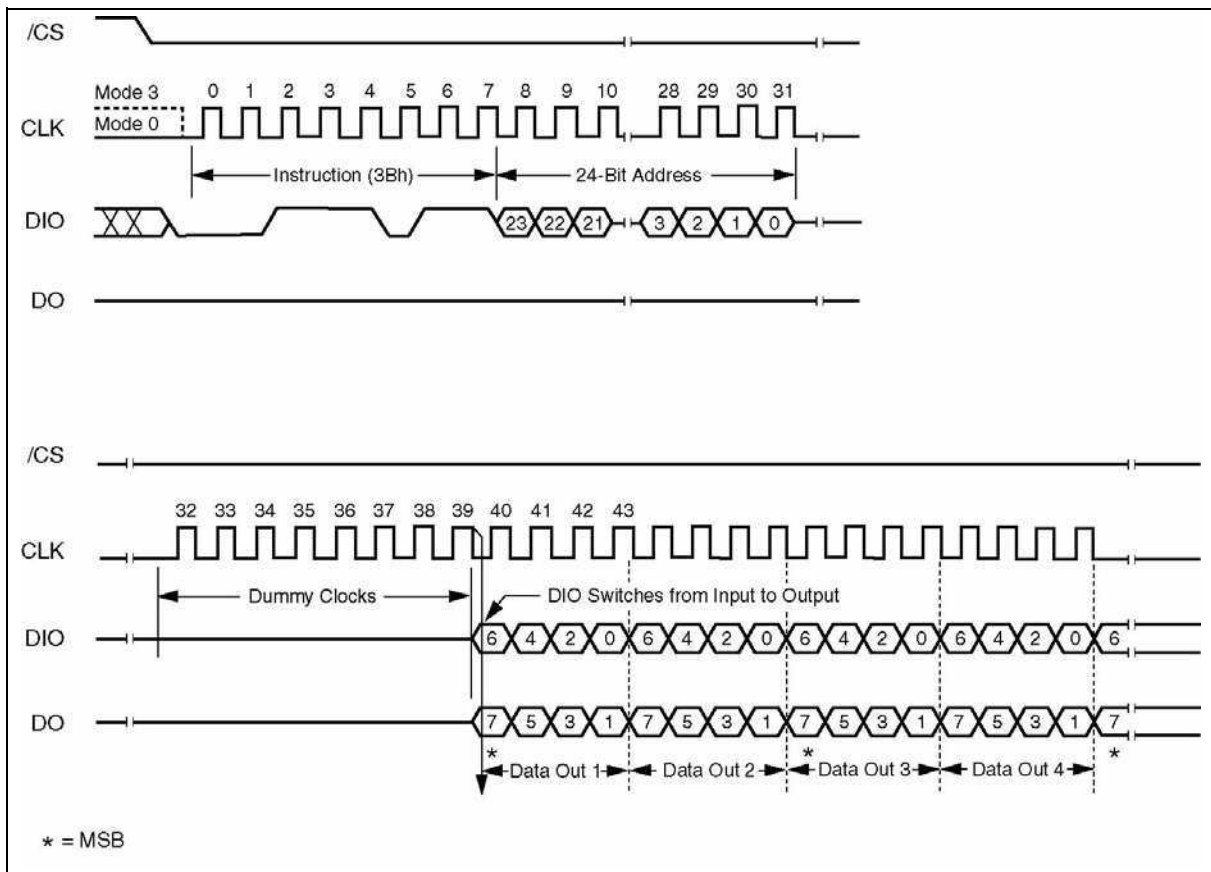 /CS
Mode 3
0 1 2 3 4 5 6 7 8 9 10 28 29 30 31
CLK
Mode 0
Instruction (3Bh) 24-Bit Address
DIO 23 22 21 3 2 1 0
DO
/CS
32 33 34 35 36 37 38 39 40 41 42 43
CLK
Dummy Clocks DIO Switches from Input to Output
DIO 6 4 2 0 6 4 2 0 6 4 2 0 6 4 2 0 6
DO 7 5 3 1 7 5 3 1 7 5 3 1 7 5 3 1 7
* * *
Data Out 1 Data Out 2 Data Out 3 Data Out 4
* = MSB